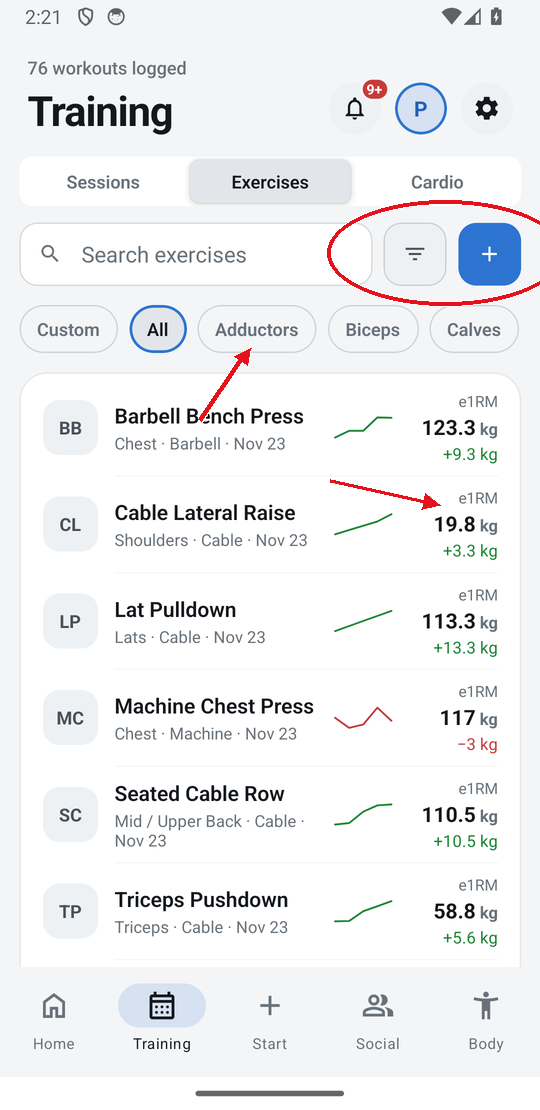 2:21
76 workouts logged
Training
9+
P
Sessions
Exercises
Cardio
Search exercises
Custom
All
Adductors
Biceps
Calves
BB
Barbell Bench Press
Chest · Barbell · Nov 23
e1RM
123.3 kg
+9.3 kg
CL
Cable Lateral Raise
Shoulders · Cable · Nov 23
e1RM
19.8 kg
+3.3 kg
LP
Lat Pulldown
Lats · Cable · Nov 23
e1RM
113.3 kg
+13.3 kg
MC
Machine Chest Press
Chest · Machine · Nov 23
e1RM
117 kg
−3 kg
SC
Seated Cable Row
Mid / Upper Back · Cable ·
Nov 23
e1RM
110.5 kg
+10.5 kg
TP
Triceps Pushdown
Triceps · Cable · Nov 23
e1RM
58.8 kg
+5.6 kg
Home
Training
Start
Social
Body